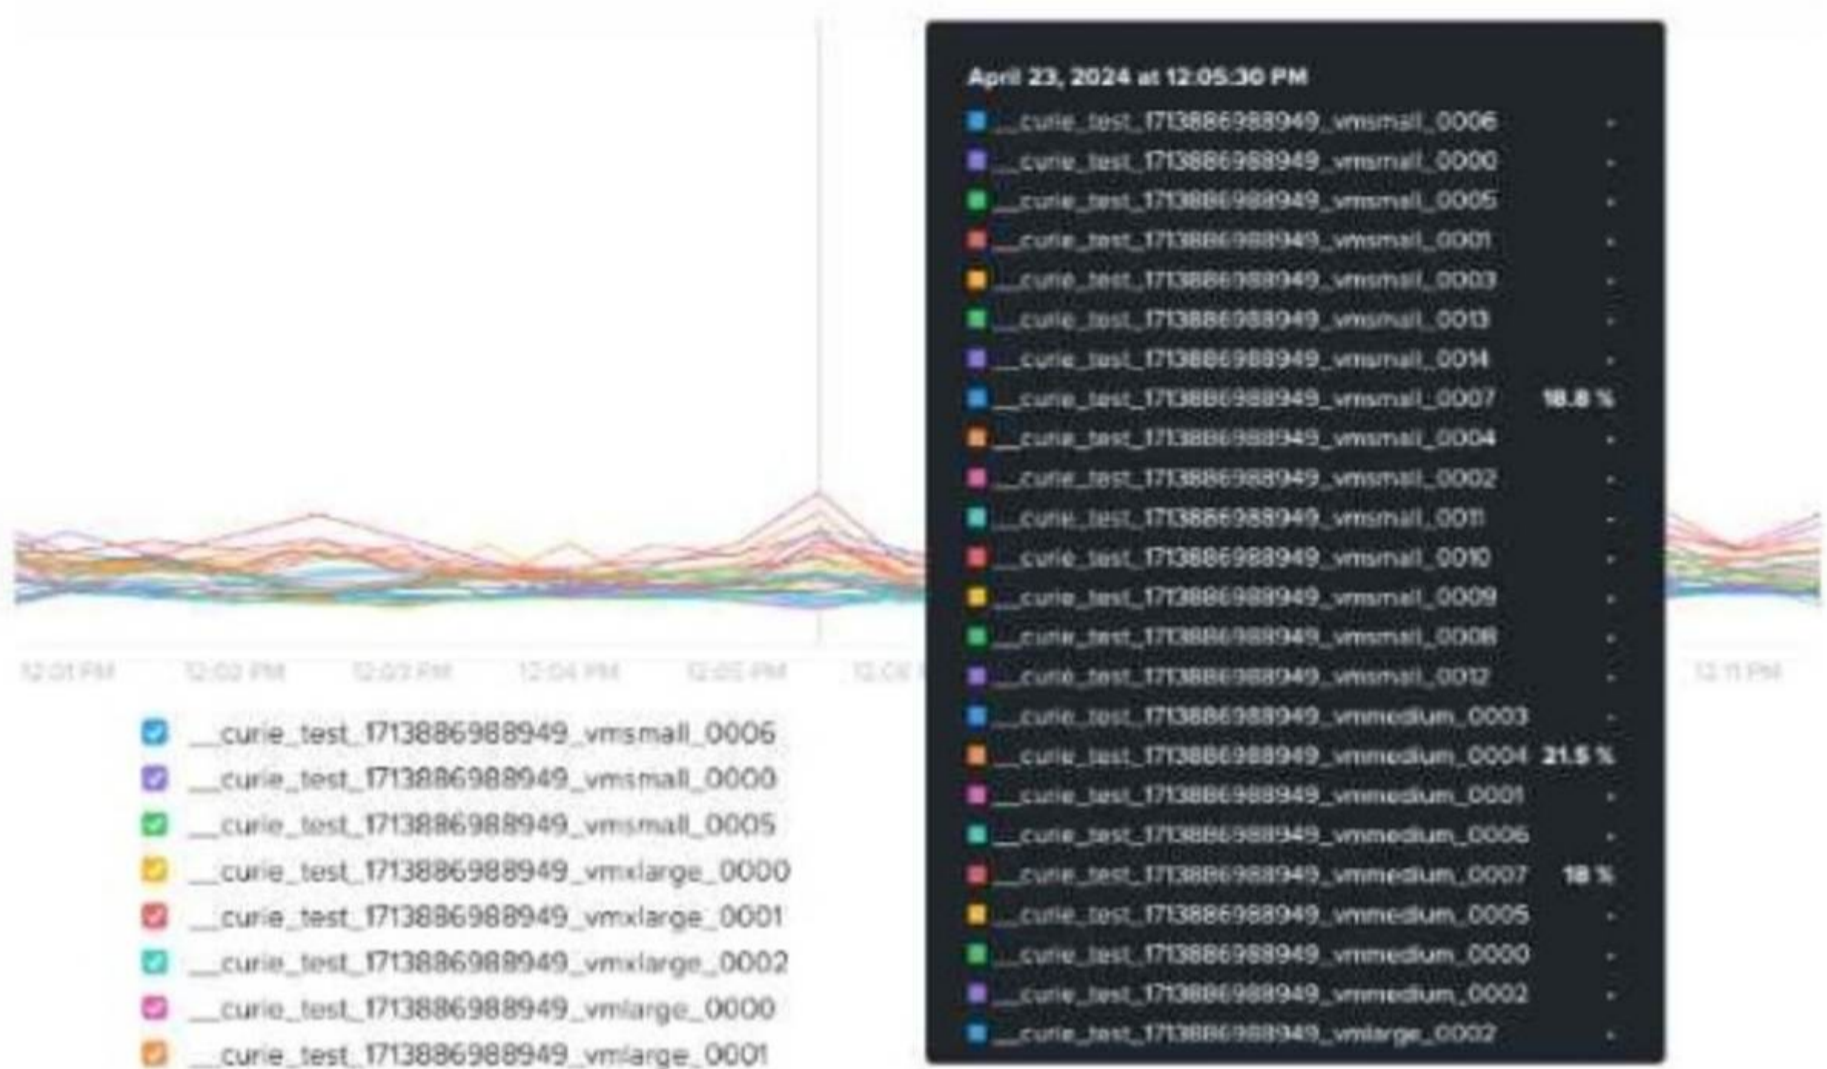 April 23, 2024 at 12:05:30 PM
__curie_test_1713886988949_vmsmall_0006 -
__curie_test_1713886988949_vmsmall_0000 -
__curie_test_1713886988949_vmsmall_0005 -
__curie_test_1713886988949_vmsmall_0001 -
__curie_test_1713886988949_vmsmall_0003 -
__curie_test_1713886988949_vmsmall_0013 -
__curie_test_1713886988949_vmsmall_0014 -
__curie_test_1713886988949_vmsmall_0007 18.8 %
__curie_test_1713886988949_vmsmall_0004 -
__curie_test_1713886988949_vmsmall_0002 -
__curie_test_1713886988949_vmsmall_0011 -
__curie_test_1713886988949_vmsmall_0010 -
__curie_test_1713886988949_vmsmall_0009 -
__curie_test_1713886988949_vmsmall_0008 -
__curie_test_1713886988949_vmsmall_0012 -
__curie_test_1713886988949_vmmedium_0003 -
__curie_test_1713886988949_vmmedium_0004 21.5 %
__curie_test_1713886988949_vmmedium_0001 -
__curie_test_1713886988949_vmmedium_0006 -
__curie_test_1713886988949_vmmedium_0007 18 %
__curie_test_1713886988949_vmmedium_0005 -
__curie_test_1713886988949_vmmedium_0000 -
__curie_test_1713886988949_vmmedium_0002 -
__curie_test_1713886988949_vmlarge_0002 -
12:01 PM 12:02 PM 12:03 PM 12:04 PM 12:05 PM 12:06 12:11 PM
__curie_test_1713886988949_vmsmall_0006
__curie_test_1713886988949_vmsmall_0000
__curie_test_1713886988949_vmsmall_0005
__curie_test_1713886988949_vmxlarge_0000
__curie_test_1713886988949_vmxlarge_0001
__curie_test_1713886988949_vmxlarge_0002
__curie_test_1713886988949_vmlarge_0000
__curie_test_1713886988949_vmlarge_0001